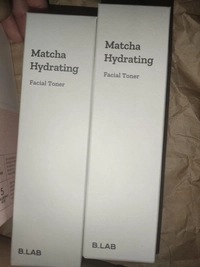 Matcha
Hydrating
Facial Toner
B.LAB
Matcha
Hydrating
Facial Toner
B.LAB